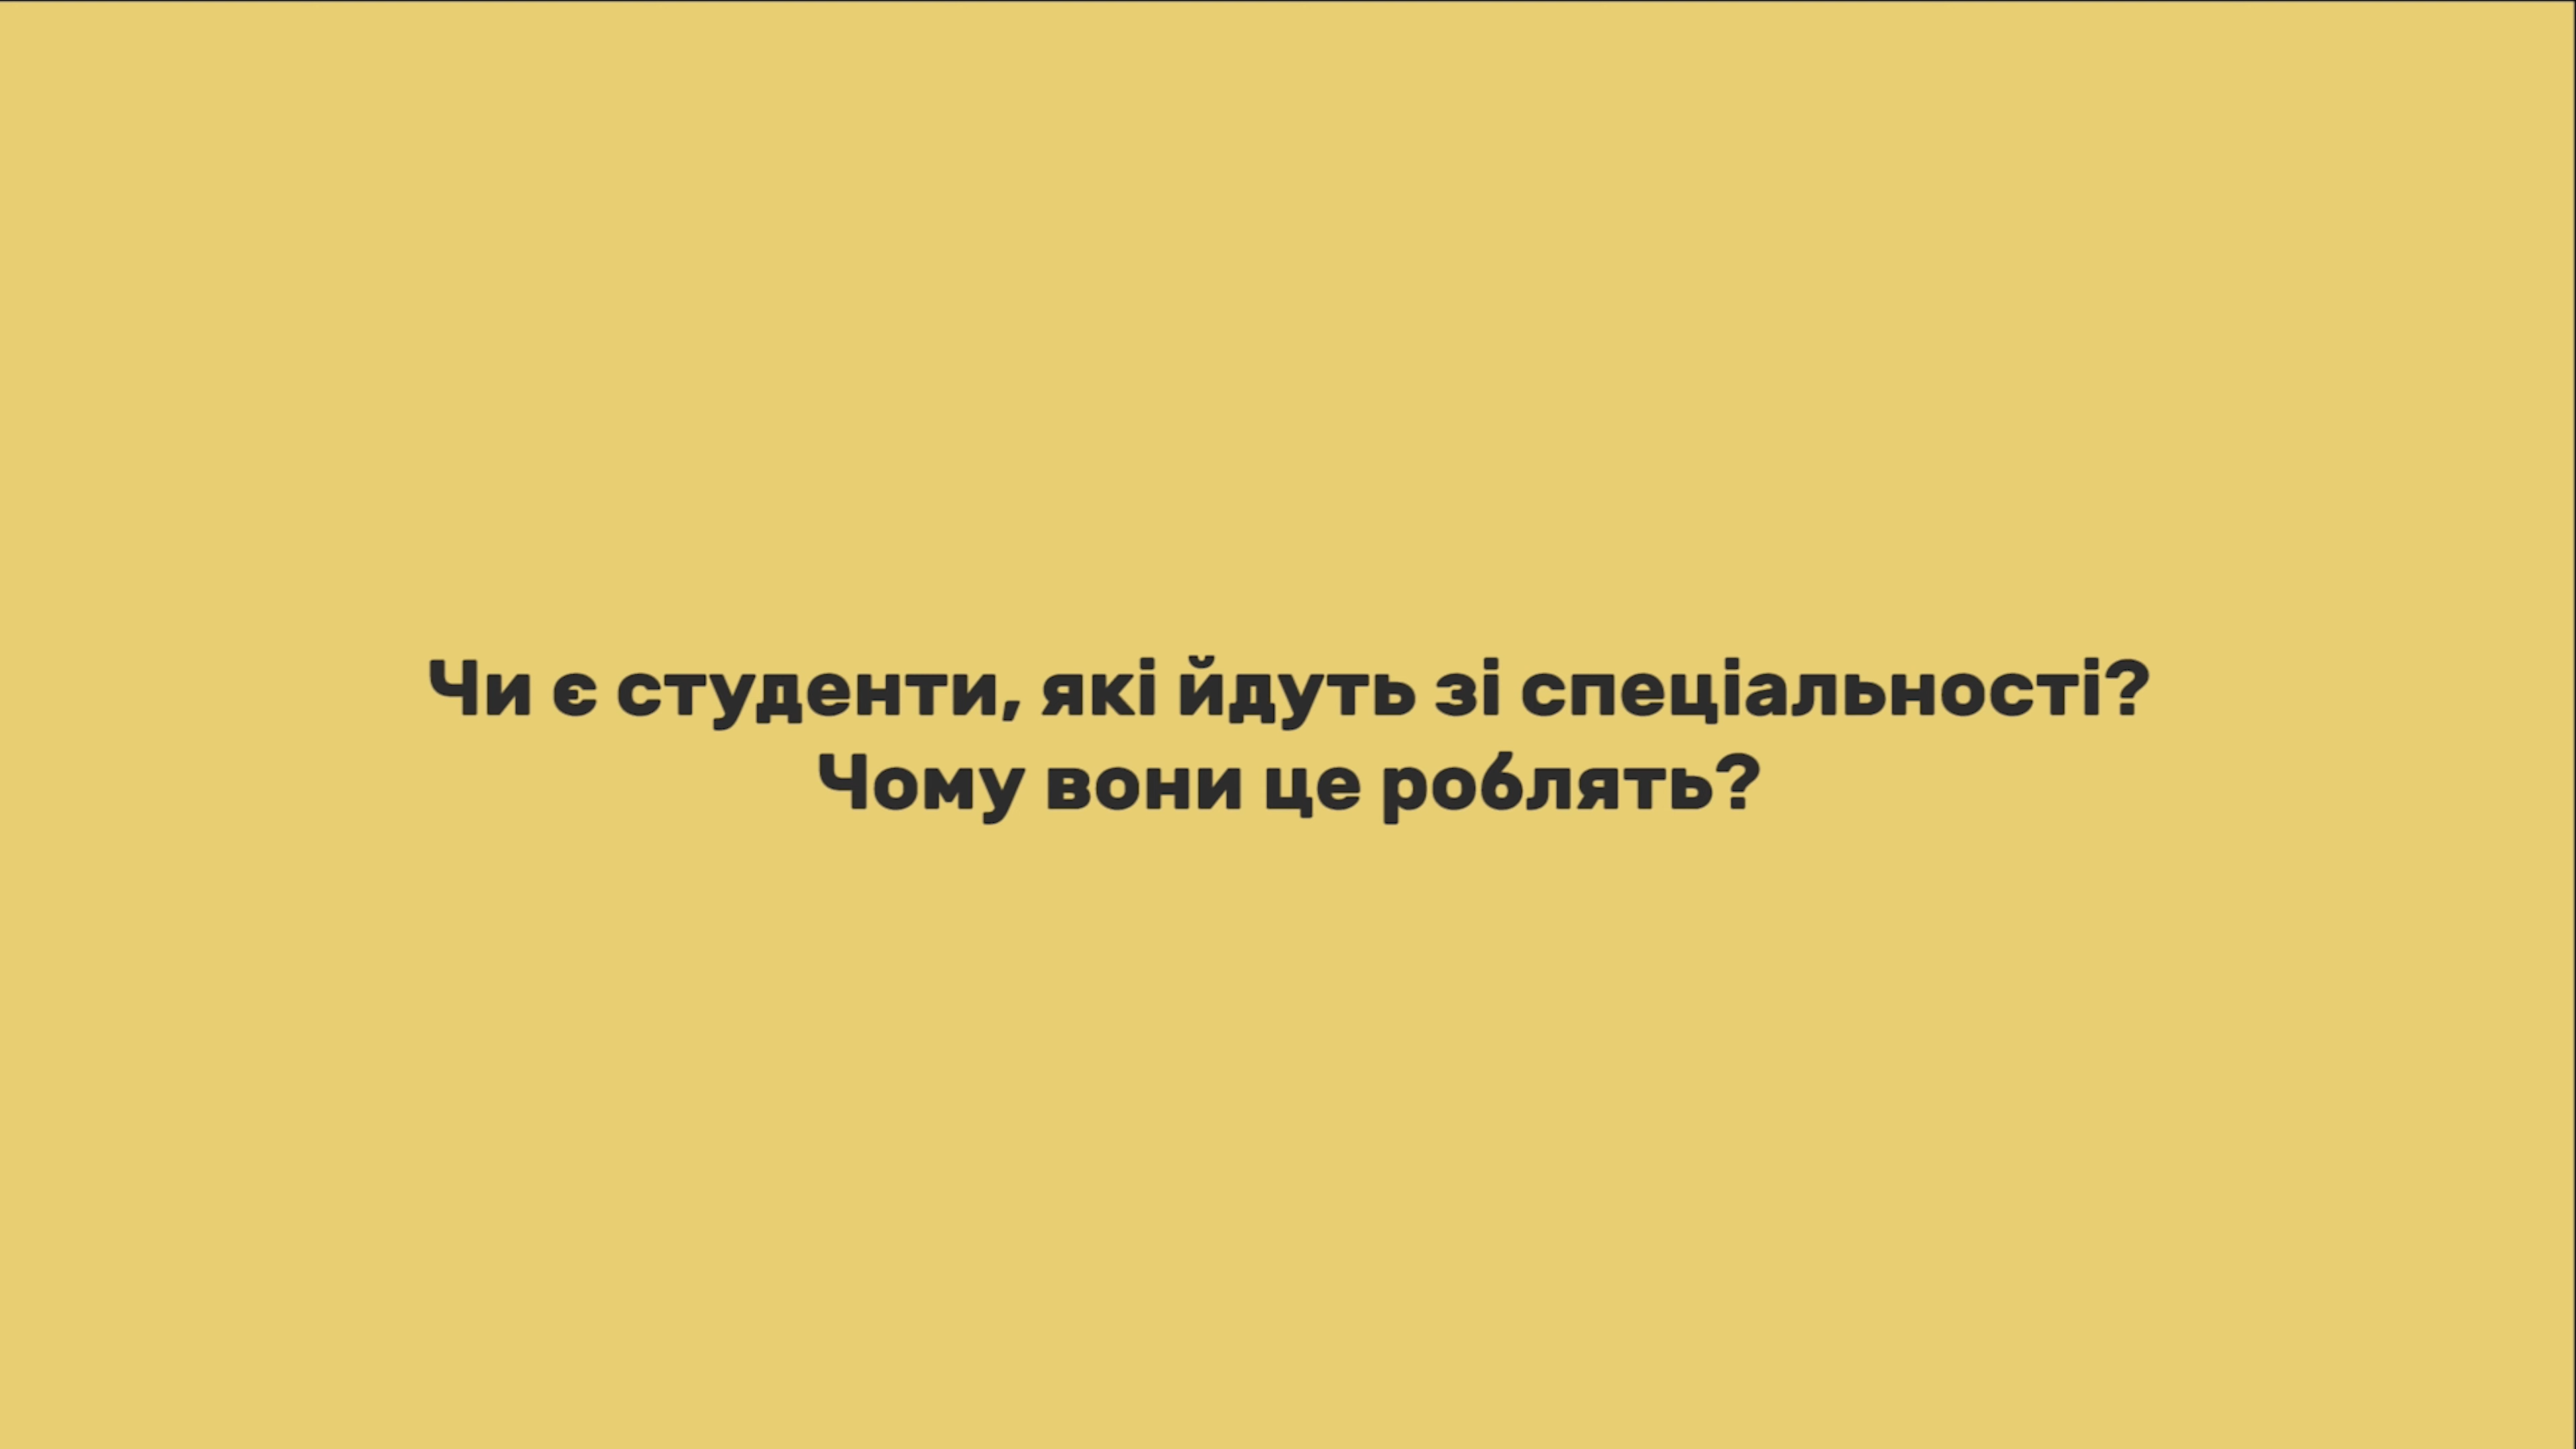 Чи є студенти, які йдуть зі спеціальності?
Чому вони це роблять?